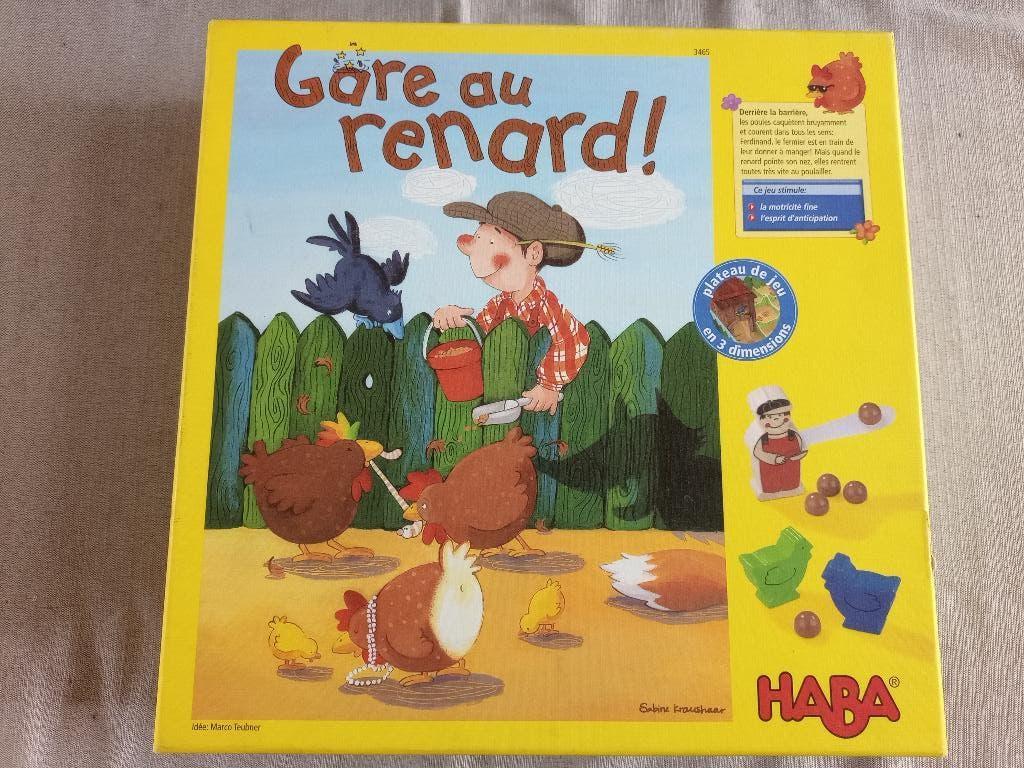 3465
Gare au
renard!
Derrière la barrière,
les poules caquètent bruyamment
et courent dans tous les sens:
Ferdinand, le fermier est en train de
leur donner à manger! Mais quand le
renard pointe son nez, elles rentrent
toutes très vite au poulailler.
Ce jeu stimule:
la motricité fine
l'esprit d'anticipation
plateau de jeu
en 3 dimensions
HABA®
Sabine Kraushaar
Idée: Marco Teubner